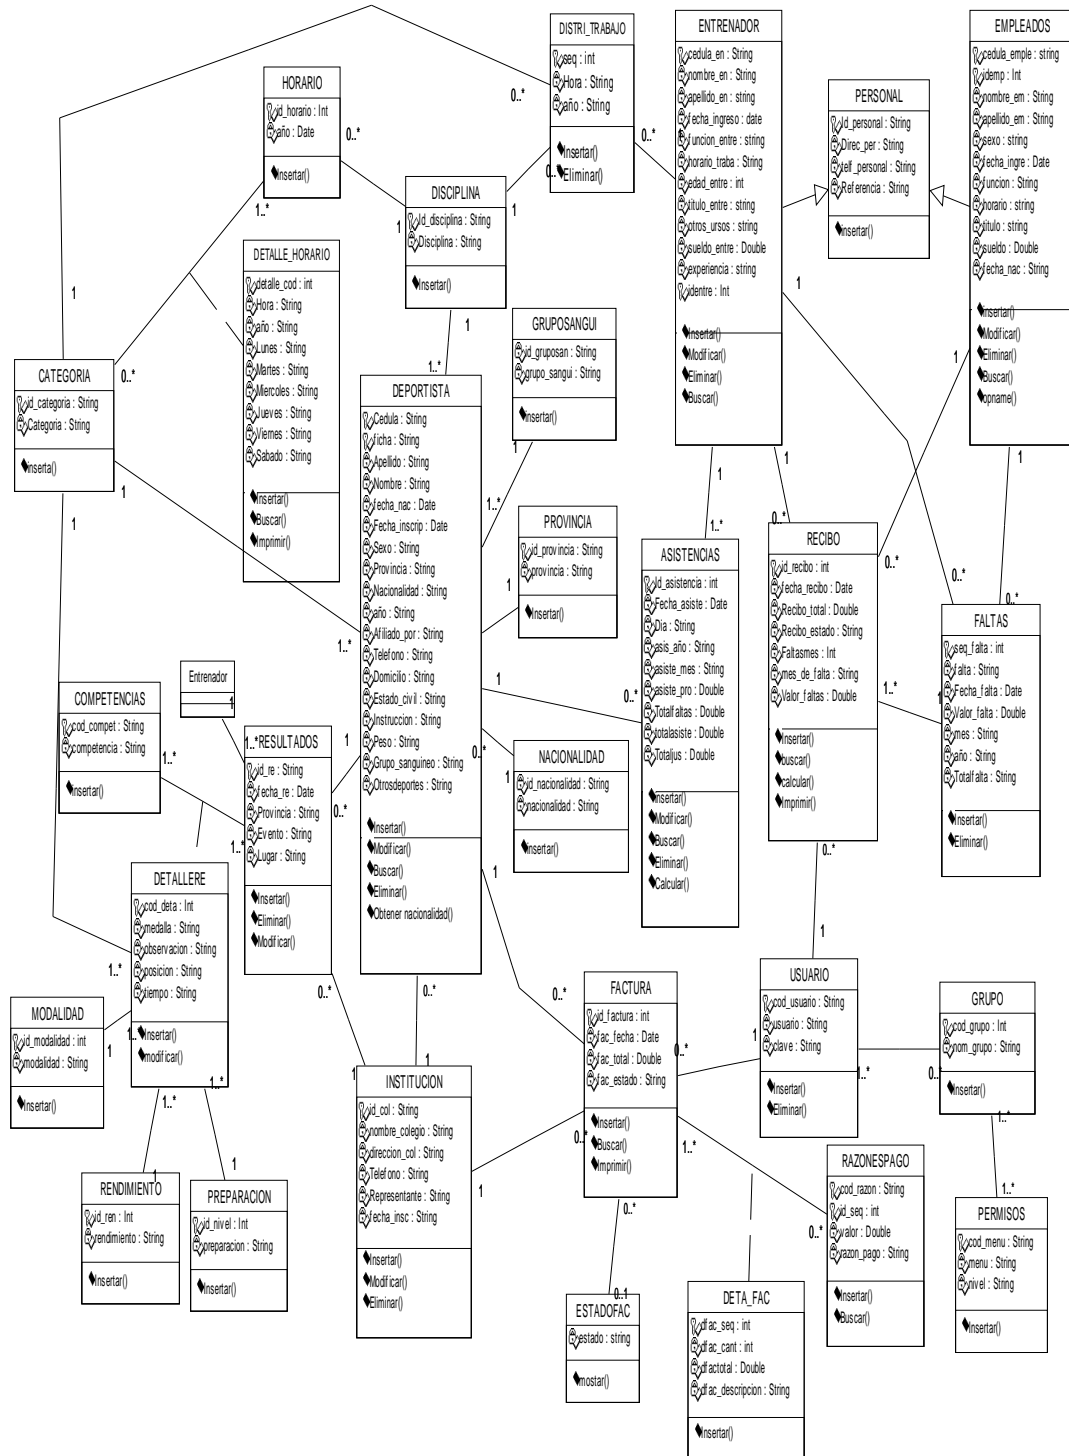 DISTRI_TRABAJO
seq : int
Hora : String
año : String
Insertar()
Eliminar()
ENTRENADOR
cedula_en : String
nombre_en : String
apellido_en : string
fecha_ingreso : date
funcion_entre : string
horario_traba : String
edad_entre : int
titulo_entre : string
otros_ursos : string
sueldo_entre : Double
experiencia : string
identre : Int
Insertar()
Modificar()
Eliminar()
Buscar()
EMPLEADOS
cedula_emple : string
idemp : Int
nombre_em : String
apellido_em : String
sexo : string
fecha_ingre : Date
funcion : String
horario : string
titulo : string
sueldo : Double
fecha_nac : String
Insertar()
Modificar()
Eliminar()
Buscar()
opname()
PERSONAL
Id_personal : String
Direc_per : String
telf_personal : String
Referencia : String
insertar()
HORARIO
id_horario : Int
año : Date
Insertar()
DISCIPLINA
Id_disciplina : String
Disciplina : String
Insertar()
DETALLE_HORARIO
detalle_cod : int
Hora : String
año : String
Lunes : String
Martes : String
Miercoles : String
Jueves : String
Viernes : String
Sabado : String
Insertar()
Buscar()
Imprimir()
GRUPOSANGUI
id_gruposan : String
grupo_sangui : String
insertar()
CATEGORIA
id_categoria : String
Categoria : String
inserta()
DEPORTISTA
Cedula : String
ficha : String
Apellido : String
Nombre : String
fecha_nac : Date
Fecha_inscrip : Date
Sexo : String
Provincia : String
Nacionalidad : String
año : String
Afiliado_por : String
Telefono : String
Domicilio : String
Estado_civil : String
Instruccion : String
Peso : String
Grupo_sanguineo : String
Otrosdeportes : String
Insertar()
Modificar()
Buscar()
Eliminar()
Obtener nacionalidad()
PROVINCIA
id_provincia : String
provincia : String
Insertar()
ASISTENCIAS
Id_asistencia : int
Fecha_asiste : Date
Dia : String
asis_año : String
asiste_mes : String
asiste_pro : Double
Totalfaltas : Double
totalasiste : Double
Totaljus : Double
Insertar()
Modificar()
Buscar()
Eliminar()
Calcular()
RECIBO
id_recibo : int
fecha_recibo : Date
Recibo_total : Double
Recibo_estado : String
Faltasmes : Int
mes_de_falta : String
Valor_faltas : Double
Insertar()
buscar()
calcular()
Imprimir()
FALTAS
seq_falta : int
falta : String
Fecha_falta : Date
Valor_falta : Double
mes : String
año : String
Totalfalta : String
Insertar()
Eliminar()
Entrenador
COMPETENCIAS
cod_compet : String
competencia : String
insertar()
RESULTADOS
id_re : String
fecha_re : Date
Provincia : String
Evento : String
Lugar : String
Insertar()
Eliminar()
Modificar()
NACIONALIDAD
id_nacionalidad : String
nacionalidad : String
insertar()
DETALLERE
cod_deta : Int
medalla : String
observacion : String
posicion : String
tiempo : String
Insertar()
modificar()
MODALIDAD
id_modalidad : int
modalidad : String
Insertar()
RENDIMIENTO
id_ren : Int
rendimiento : String
Insertar()
PREPARACION
id_nivel : Int
preparacion : String
Insertar()
INSTITUCION
id_col : String
nombre_colegio : String
direccion_col : String
Telefono : String
Representante : String
fecha_insc : String
Insertar()
Modificar()
Eliminar()
FACTURA
id_factura : int
fac_fecha : Date
fac_total : Double
fac_estado : String
Insertar()
Buscar()
Imprimir()
USUARIO
cod_usuario : String
usuario : String
clave : String
Insertar()
Eliminar()
GRUPO
cod_grupo : Int
nom_grupo : String
Insertar()
RAZONESPAGO
cod_razon : String
id_seq : int
valor : Double
razon_pago : String
Insertar()
Buscar()
PERMISOS
cod_menu : String
menu : String
nivel : String
Insertar()
ESTADOFAC
estado : string
mostar()
DETA_FAC
dfac_seq : int
dfac_cant : int
dfactotal : Double
dfac_descripcion : String
Insertar()